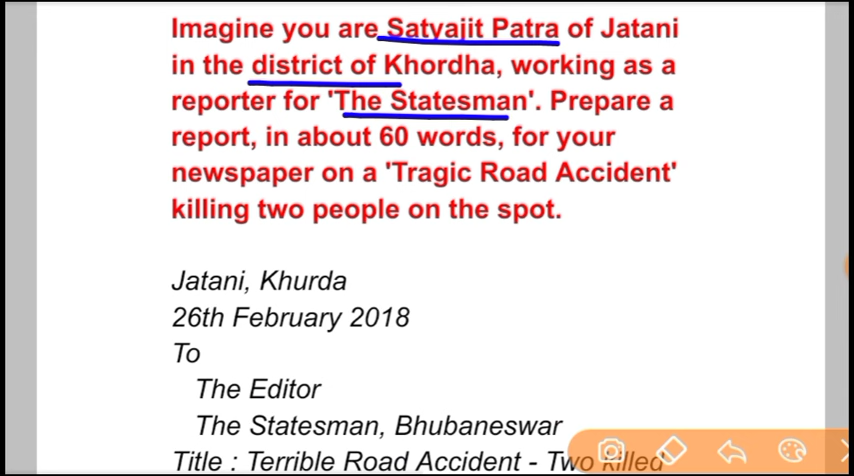 Imagine you are Satyajit Patra of Jatani
in the district of Khordha, working as a
reporter for 'The Statesman'. Prepare a
report, in about 60 words, for your
newspaper on a 'Tragic Road Accident'
killing two people on the spot.
Jatani, Khurda
26th February 2018
To
The Editor
The Statesman, Bhubaneswar
Title : Terrible Road Accident - Two killed